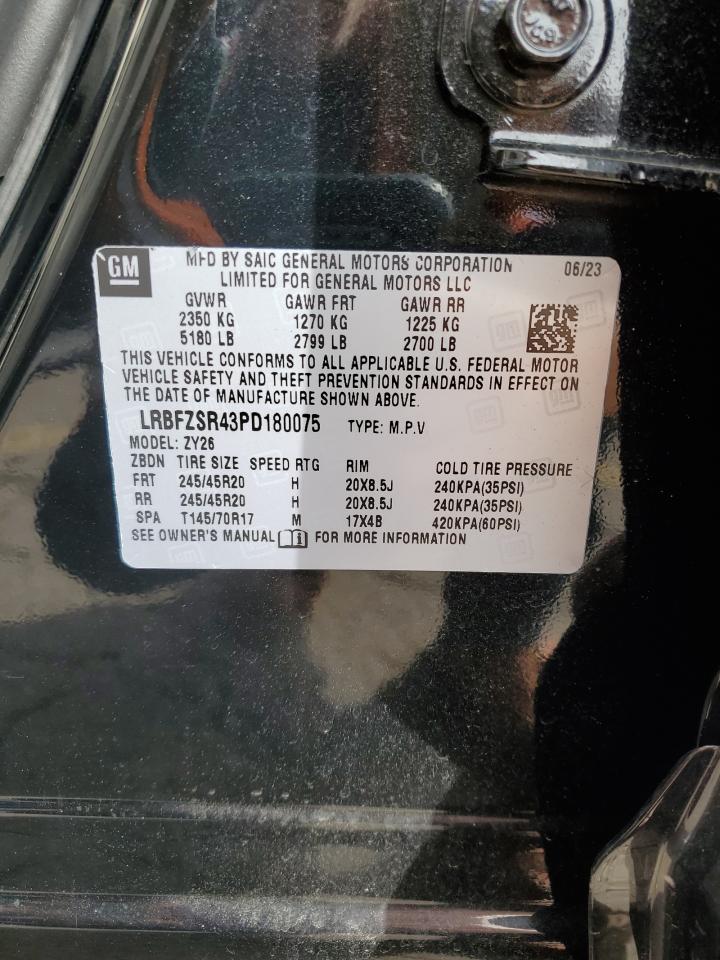 GM
MFD BY SAIC GENERAL MOTORS CORPORATION
LIMITED FOR GENERAL MOTORS LLC
06/23
GVWR GAWR FRT GAWR RR
2350 KG 1270 KG 1225 KG
5180 LB 2799 LB 2700 LB
THIS VEHICLE CONFORMS TO ALL APPLICABLE U.S. FEDERAL MOTOR
VEHICLE SAFETY AND THEFT PREVENTION STANDARDS IN EFFECT ON
THE DATE OF MANUFACTURE SHOWN ABOVE.
LRBFZSR43PD180075 TYPE: M.P.V
MODEL: ZY26
ZBDN TIRE SIZE SPEED RTG RIM COLD TIRE PRESSURE
FRT 245/45R20 H 20X8.5J 240KPA(35PSI)
RR 245/45R20 H 20X8.5J 240KPA(35PSI)
SPA T145/70R17 M 17X4B 420KPA(60PSI)
SEE OWNER'S MANUAL FOR MORE INFORMATION